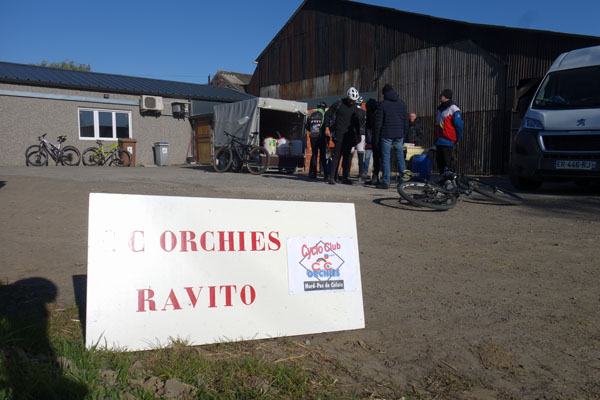 C C ORCHIES
RAVITO
Cyclo Club
C C
ORCHIES
Nord-Pas de Calais